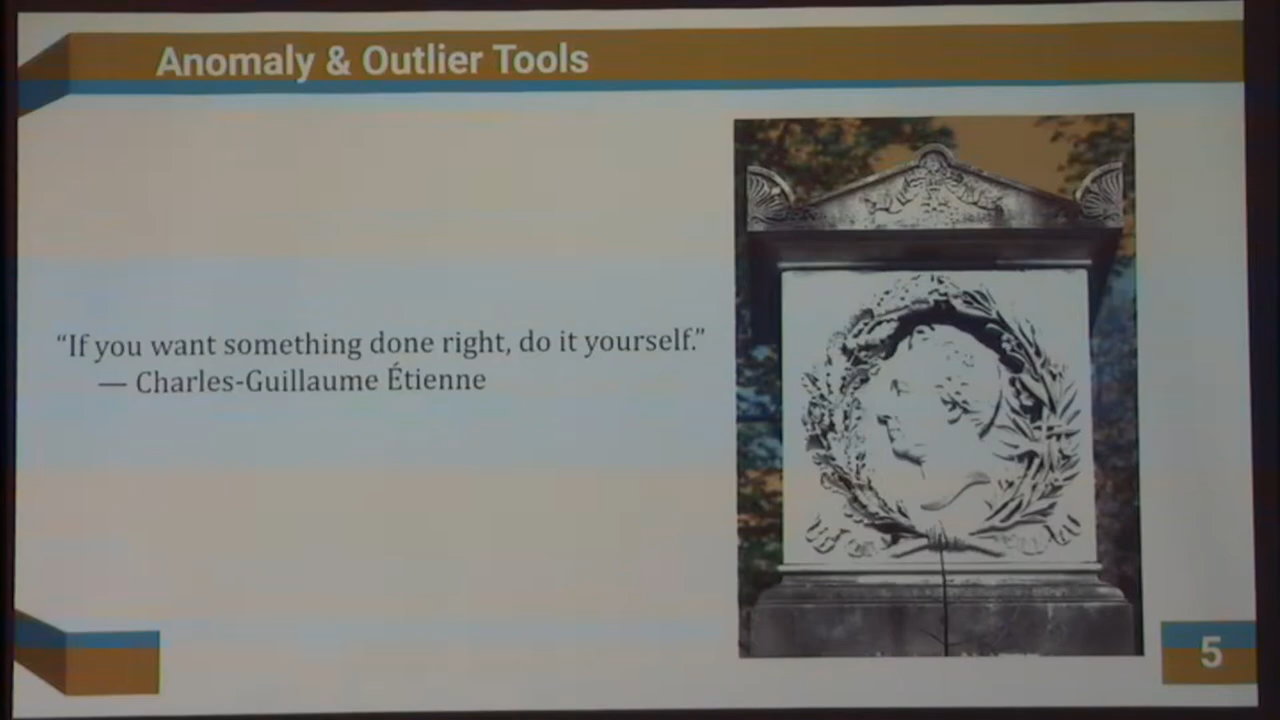 Anomaly & Outlier Tools
“If you want something done right, do it yourself.”
— Charles-Guillaume Étienne
5